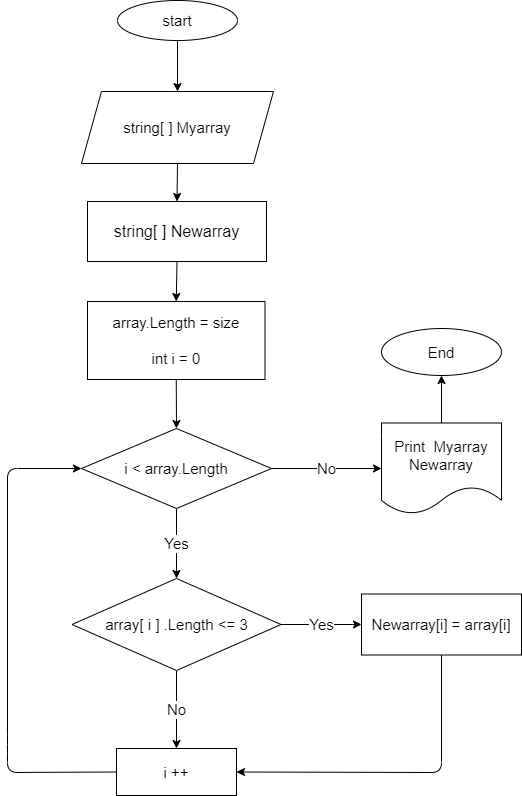 start
string[ ] Myarray
string[ ] Newarray
array.Length = size
int i = 0
End
Print  Myarray
Newarray
i < array.Length
No
Yes
array[ i ] .Length <= 3
Yes
Newarray[i] = array[i]
No
i ++